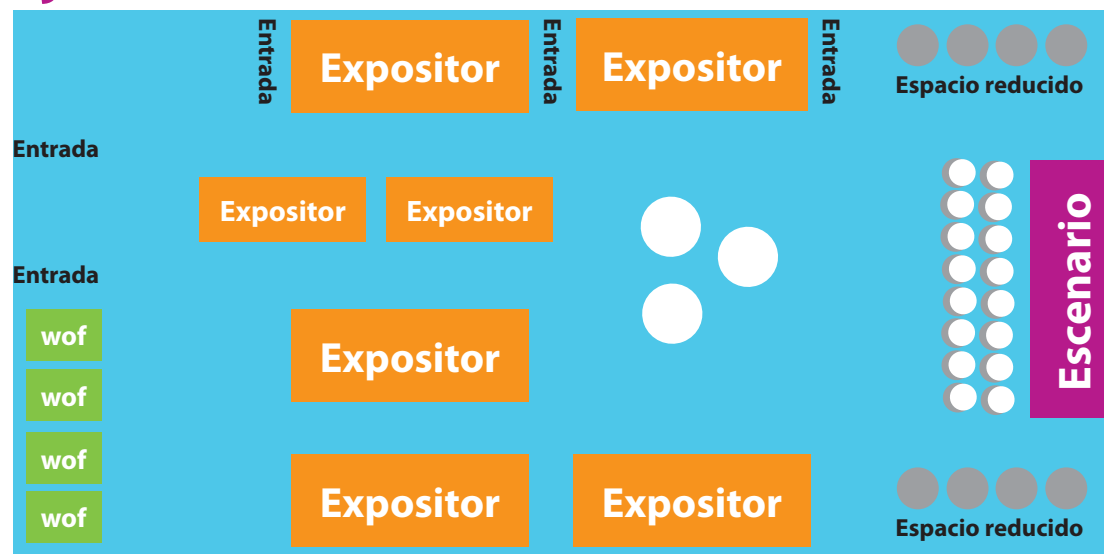 Entrada
Expositor
Entrada
Expositor
Entrada
Espacio reducido
Entrada
Expositor
Expositor
Escenario
Entrada
wof
Expositor
wof
wof
Expositor
Expositor
wof
Espacio reducido